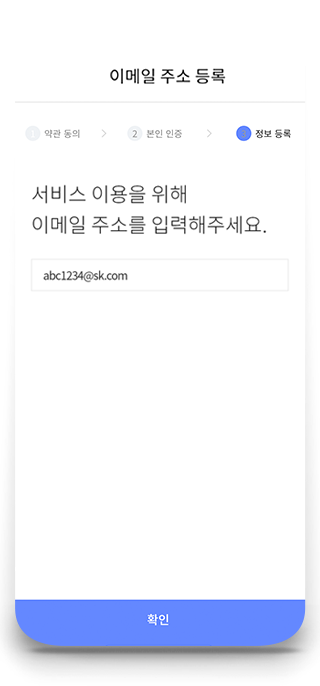 이메일 주소 등록
1 약관 동의 > 2 본인 인증 > 3 정보 등록
서비스 이용을 위해
이메일 주소를 입력해주세요.
abc1234@sk.com
확인